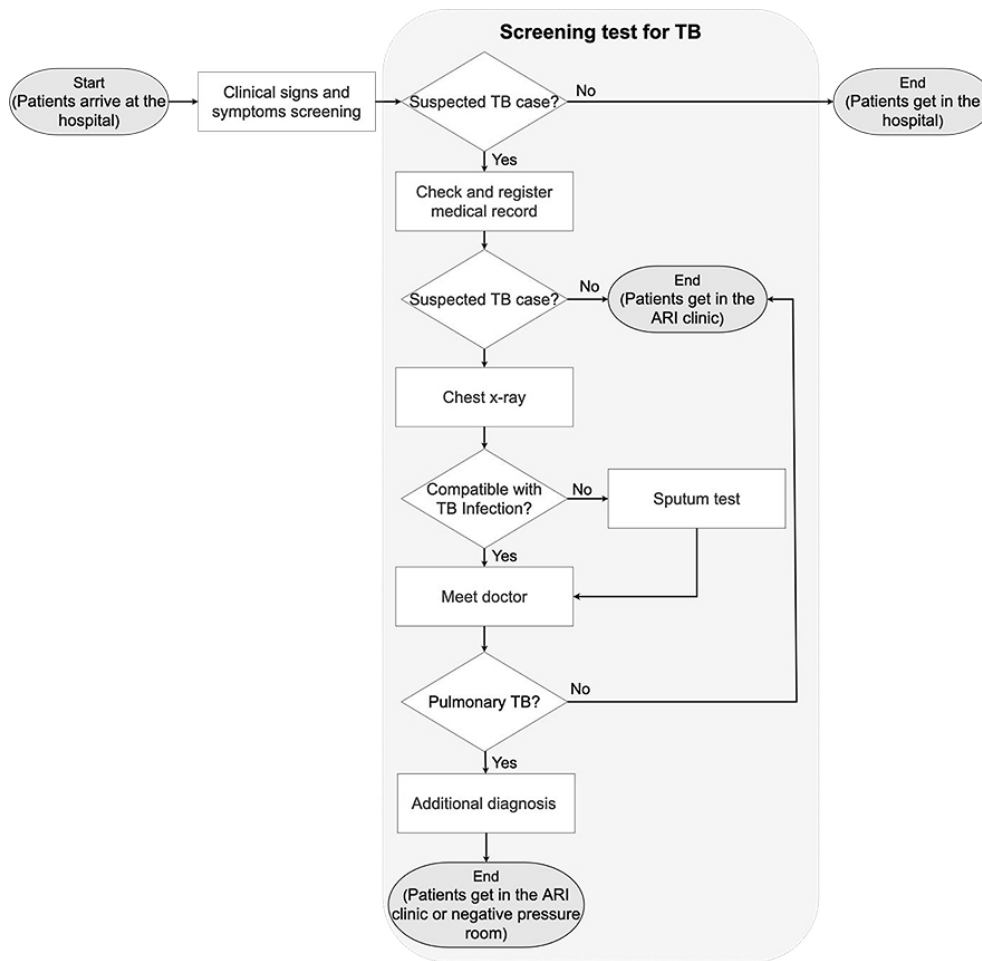 Screening test for TB
Start
(Patients arrive at the
hospital)
Clinical signs and
symptoms screening
Suspected TB case?
No
End
(Patients get in the
hospital)
Yes
Check and register
medical record
Suspected TB case?
No
End
(Patients get in the
ARI clinic)
Chest x-ray
Compatible with
TB Infection?
No
Sputum test
Yes
Meet doctor
Pulmonary TB?
No
Yes
Additional diagnosis
End
(Patients get in the ARI
clinic or negative pressure
room)